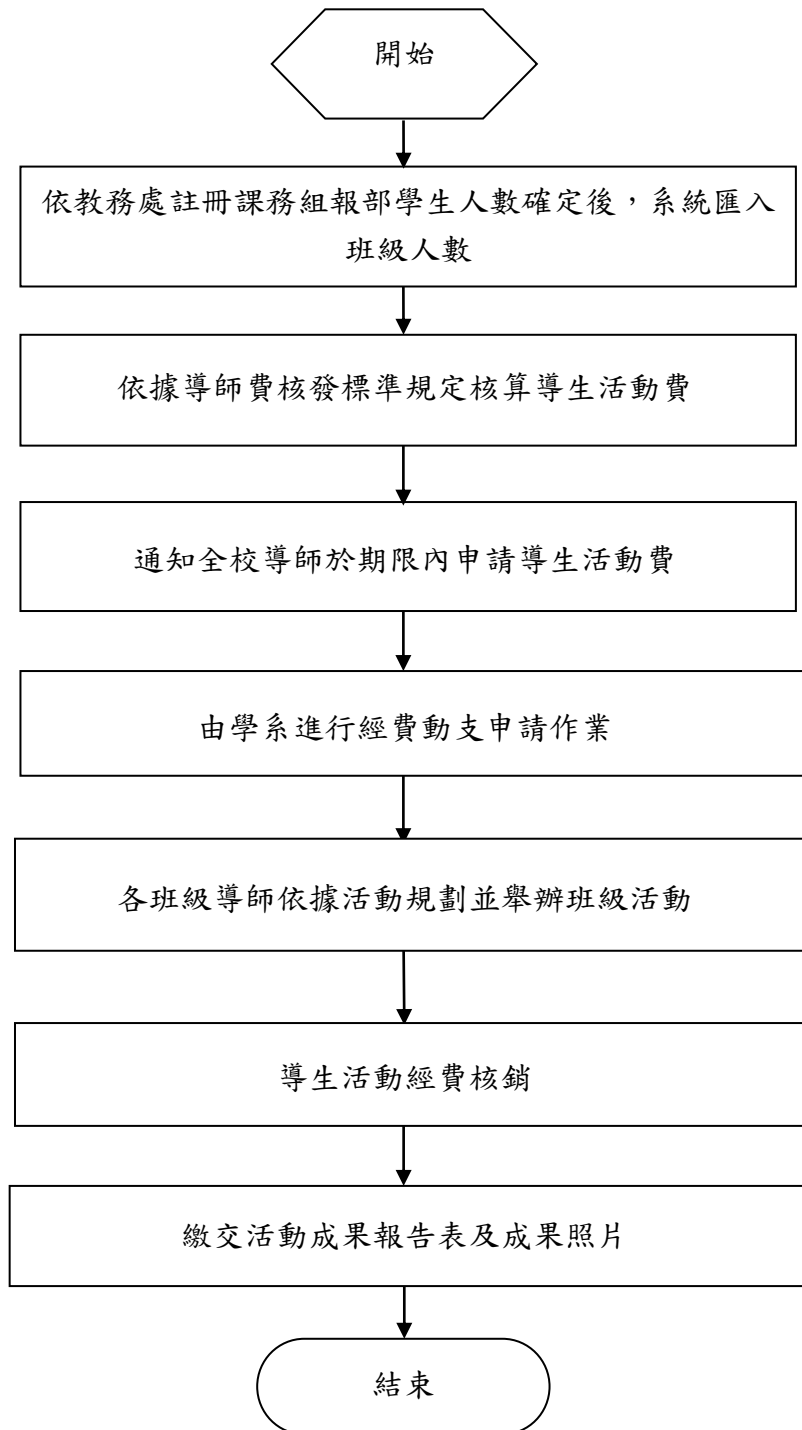 開始
依教務處註冊課務組報部學生人數確定後，系統匯入
班級人數
依據導師費核發標準規定核算導生活動費
通知全校導師於期限內申請導生活動費
由學系進行經費動支申請作業
各班級導師依據活動規劃並舉辦班級活動
導生活動經費核銷
繳交活動成果報告表及成果照片
結束